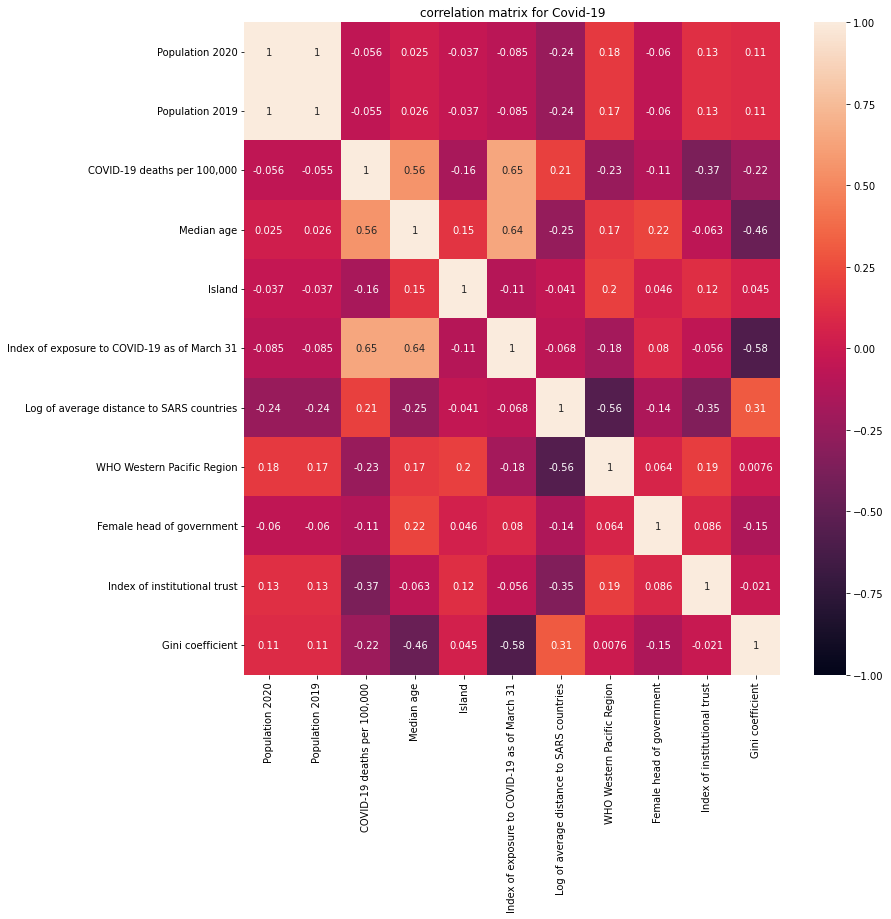 correlation matrix for Covid-19
Population 2020 1 1 -0.056 0.025 -0.037 -0.085 -0.24 0.18 -0.06 0.13 0.11
Population 2019 1 1 -0.055 0.026 -0.037 -0.085 -0.24 0.17 -0.06 0.13 0.11
COVID-19 deaths per 100,000 -0.056 -0.055 1 0.56 -0.16 0.65 0.21 -0.23 -0.11 -0.37 -0.22
Median age 0.025 0.026 0.56 1 0.15 0.64 -0.25 0.17 0.22 -0.063 -0.46
Island -0.037 -0.037 -0.16 0.15 1 -0.11 -0.041 0.2 0.046 0.12 0.045
Index of exposure to COVID-19 as of March 31 -0.085 -0.085 0.65 0.64 -0.11 1 -0.068 -0.18 0.08 -0.056 -0.58
Log of average distance to SARS countries -0.24 -0.24 0.21 -0.25 -0.041 -0.068 1 -0.56 -0.14 -0.35 0.31
WHO Western Pacific Region 0.18 0.17 -0.23 0.17 0.2 -0.18 -0.56 1 0.064 0.19 0.0076
Female head of government -0.06 -0.06 -0.11 0.22 0.046 0.08 -0.14 0.064 1 0.086 -0.15
Index of institutional trust 0.13 0.13 -0.37 -0.063 0.12 -0.056 -0.35 0.19 0.086 1 -0.021
Gini coefficient 0.11 0.11 -0.22 -0.46 0.045 -0.58 0.31 0.0076 -0.15 -0.021 1
Population 2020
Population 2019
COVID-19 deaths per 100,000
Median age
Island
Index of exposure to COVID-19 as of March 31
Log of average distance to SARS countries
WHO Western Pacific Region
Female head of government
Index of institutional trust
Gini coefficient
1.00
0.75
0.50
0.25
0.00
−0.25
−0.50
−0.75
−1.00